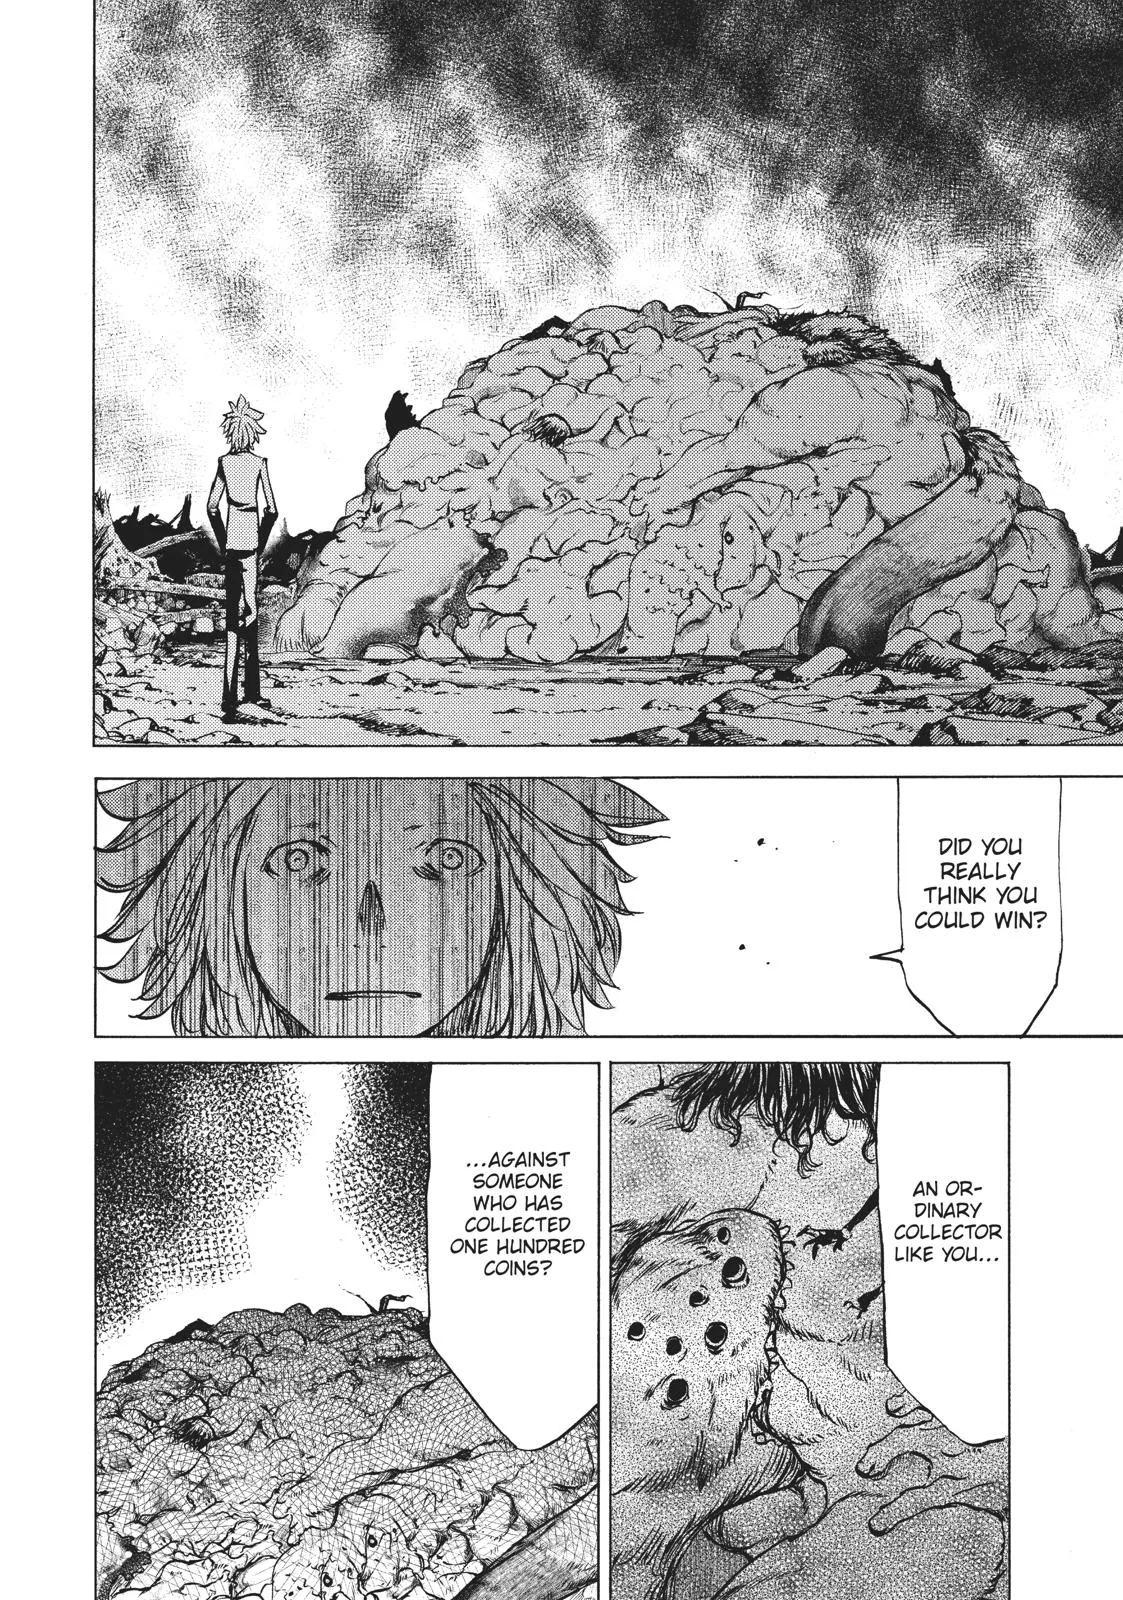 DID YOU
REALLY
THINK YOU
COULD WIN?
AN OR-
DINARY
COLLECTOR
LIKE YOU...
...AGAINST
SOMEONE
WHO HAS
COLLECTED
ONE HUNDRED
COINS?